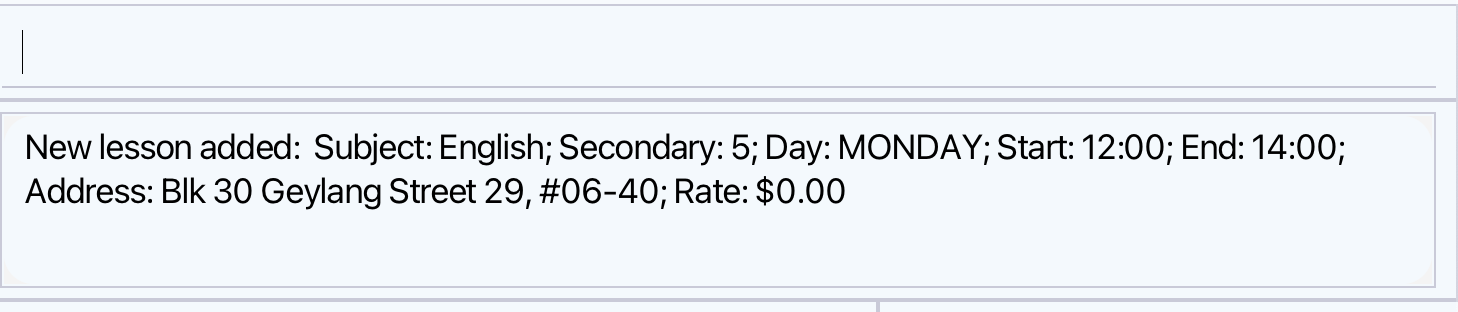 New lesson added:  Subject: English; Secondary: 5; Day: MONDAY; Start: 12:00; End: 14:00;
Address: Blk 30 Geylang Street 29, #06-40; Rate: $0.00